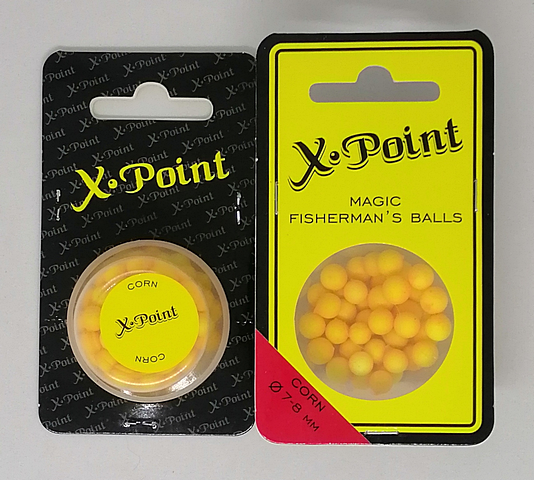 X·Point
CORN
X·Point
CORN
X·Point
MAGIC
FISHERMAN'S BALLS
CORN
Ø 7-8 MM